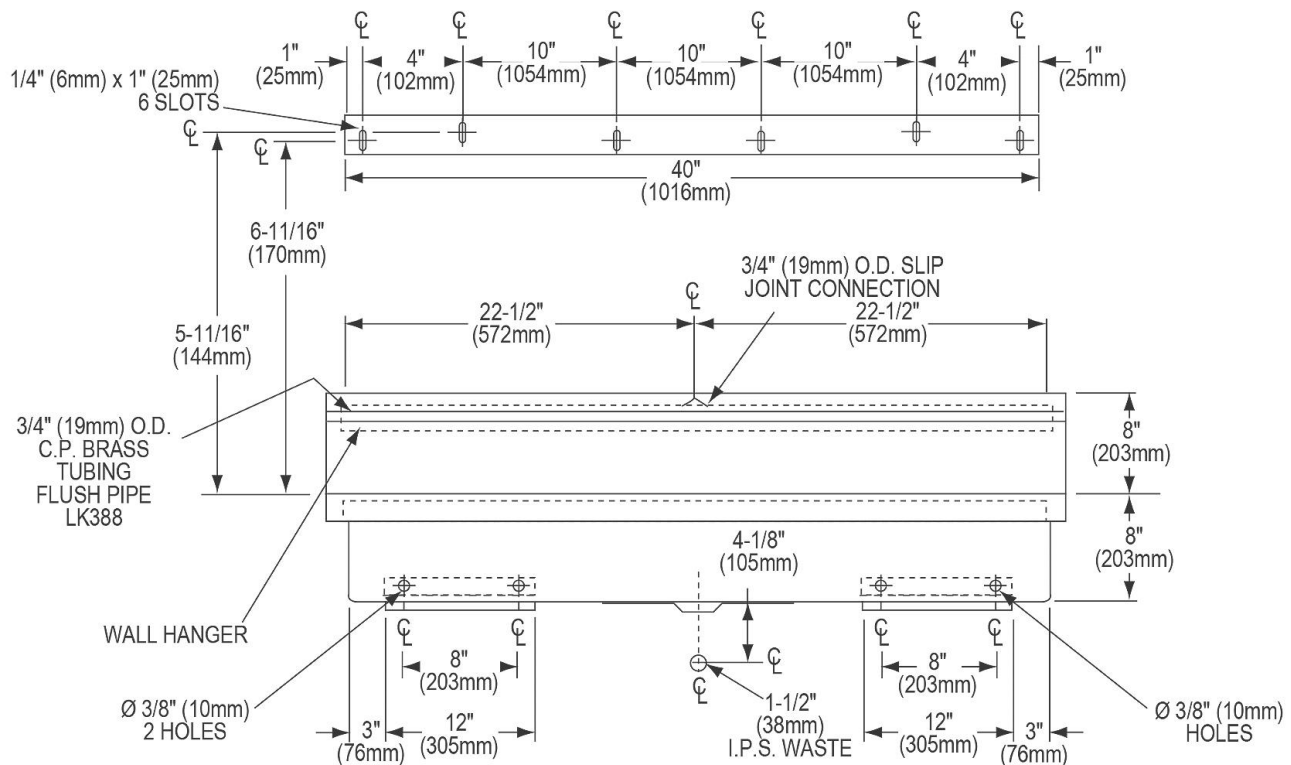 ℄ ℄ ℄ ℄ ℄ ℄
1" 4" 10" 10" 10" 4" 1"
(25mm) (102mm) (1054mm) (1054mm) (1054mm) (102mm) (25mm)
1/4" (6mm) x 1" (25mm)
6 SLOTS
℄
℄
40"
(1016mm)
6-11/16"
(170mm)
5-11/16"
(144mm)
3/4" (19mm) O.D. SLIP
JOINT CONNECTION
℄
22-1/2"
(572mm)
22-1/2"
(572mm)
3/4" (19mm) O.D.
C.P. BRASS
TUBING
FLUSH PIPE
LK388
8"
(203mm)
8"
(203mm)
4-1/8"
(105mm)
WALL HANGER
℄ ℄ ℄ ℄ ℄
℄
8"
(203mm)
8"
(203mm)
Ø 3/8" (10mm)
2 HOLES
3"
(76mm)
12"
(305mm)
1-1/2"
(38mm)
I.P.S. WASTE
12"
(305mm)
3"
(76mm)
Ø 3/8" (10mm)
HOLES